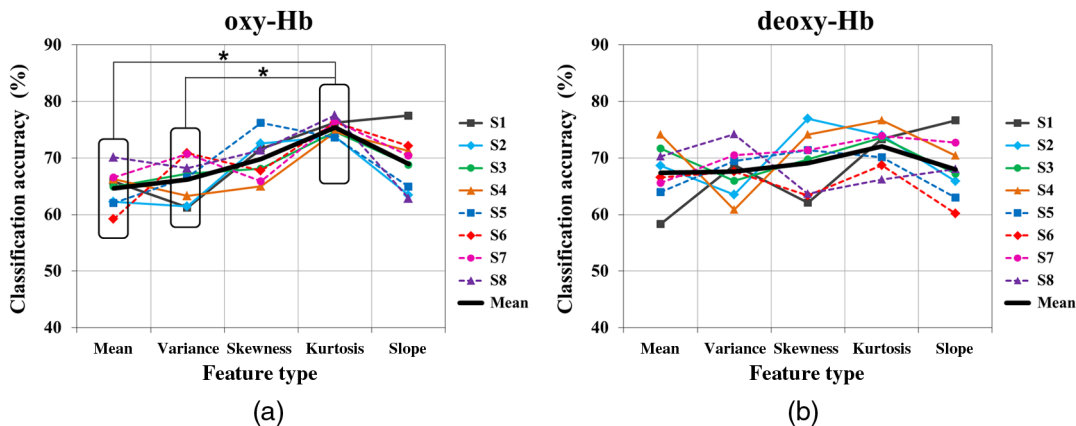 oxy-Hb
90
80
70
60
50
40
Classification accuracy (%)
*
*
Mean Variance Skewness Kurtosis Slope
Feature type
S1
S2
S3
S4
S5
S6
S7
S8
Mean
(a)
deoxy-Hb
90
80
70
60
50
40
Classification accuracy (%)
Mean Variance Skewness Kurtosis Slope
Feature type
S1
S2
S3
S4
S5
S6
S7
S8
Mean
(b)